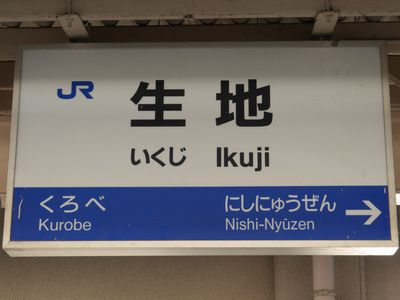 JR
生地
いくじ Ikuji
くろべ にしにゅうぜん
Kurobe Nishi-Nyūzen →